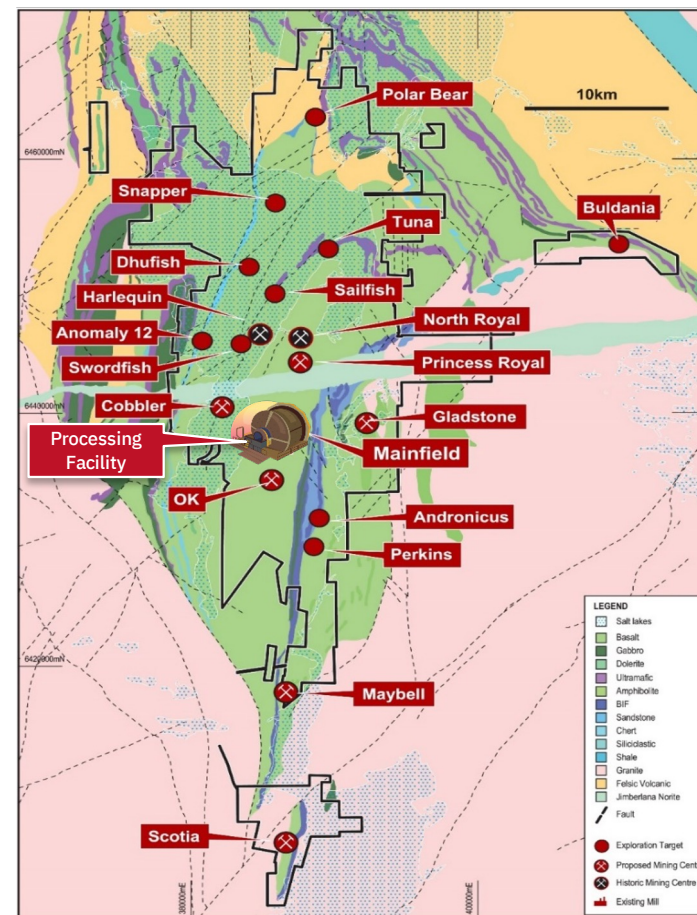 Polar Bear
10km
6460000mN
Snapper
Buldania
Tuna
Dhufish
Harlequin
Sailfish
Anomaly 12
North Royal
Swordfish
Princess Royal
Cobbler
6440000mN
Gladstone
Processing
Facility
Mainfield
OK
Andronicus
Perkins
LEGEND
Salt lakes
Basalt
Gabbro
Dolerite
Ultramafic
Amphibolite
BIF
Sandstone
Chert
Siliciclastic
Shale
Granite
Felsic Volcanic
Jimberlana Norite
Fault
6420000mN
Maybell
Scotia
Exploration Target
Proposed Mining Cent
Historic Mining Centre
Existing Mill
380000mE
400000mE